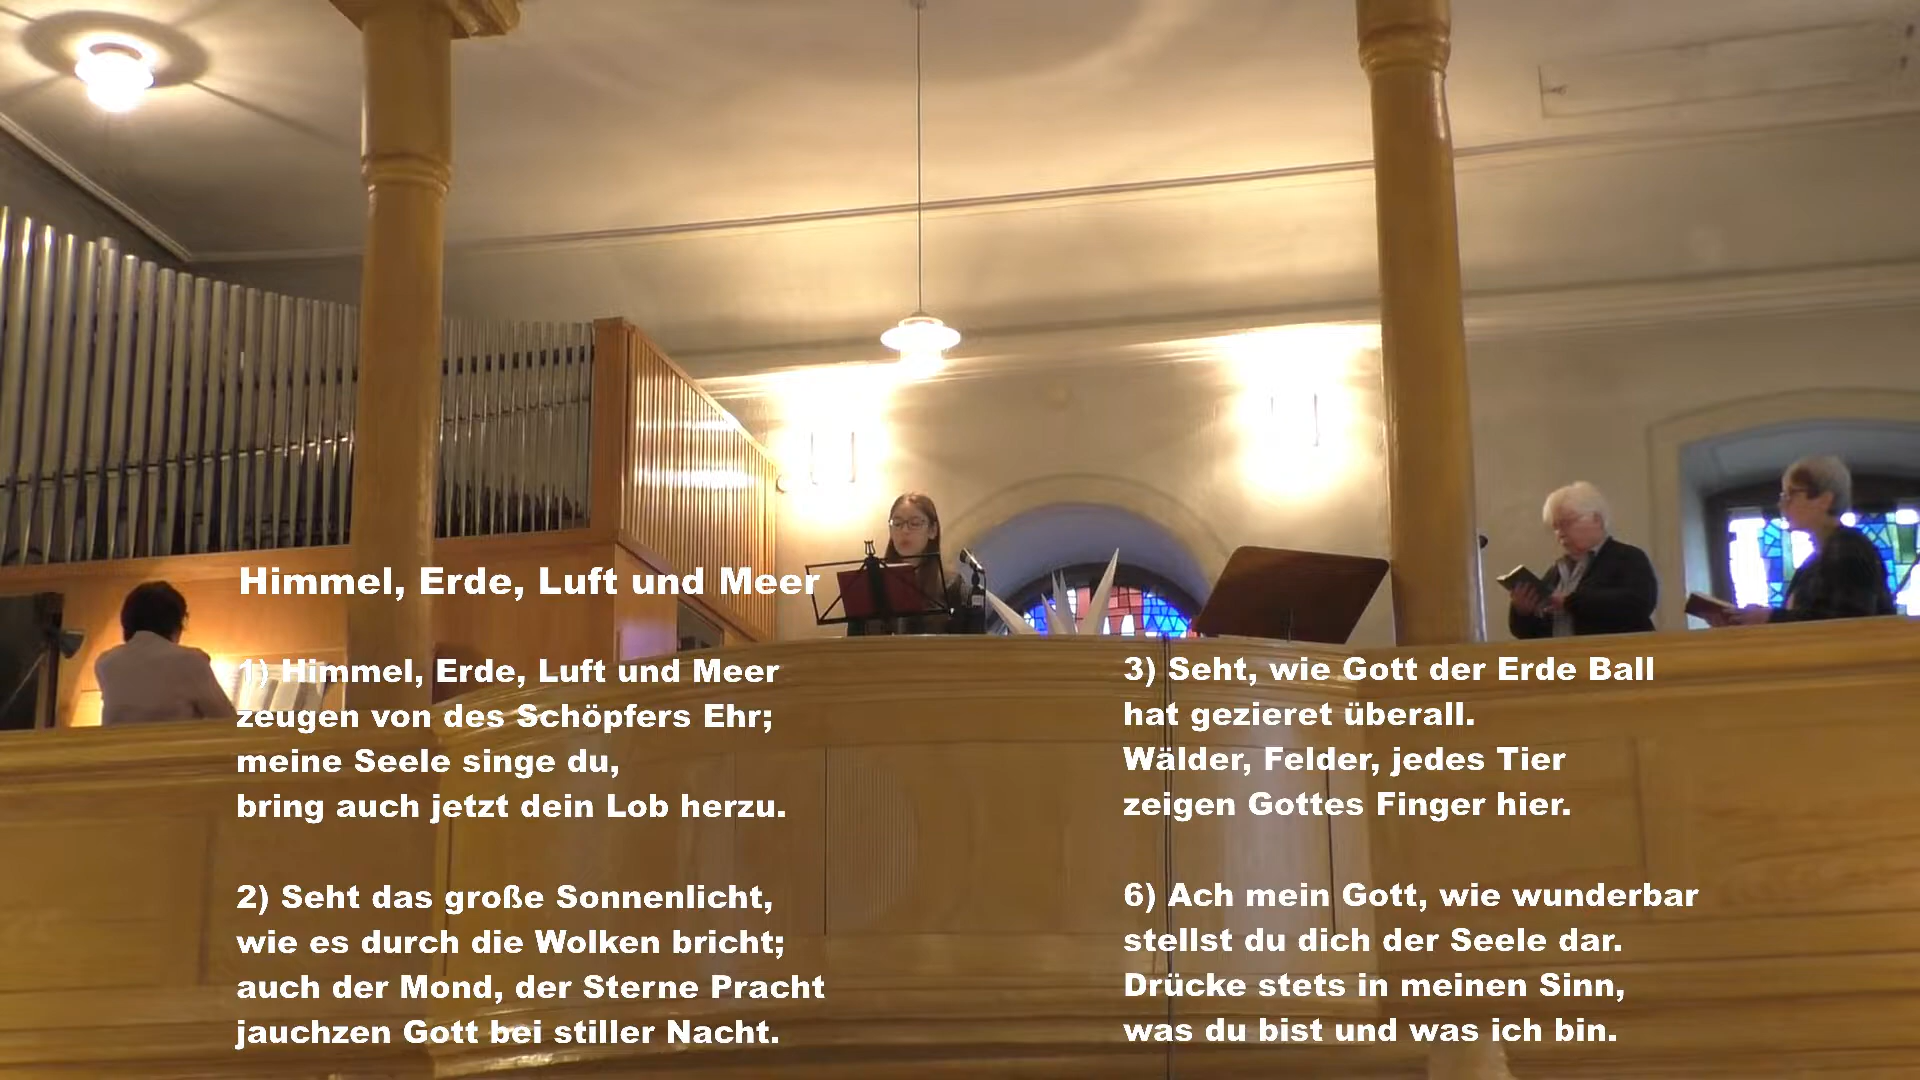 Himmel, Erde, Luft und Meer
1) Himmel, Erde, Luft und Meer
zeugen von des Schöpfers Ehr;
meine Seele singe du,
bring auch jetzt dein Lob herzu.
2) Seht das große Sonnenlicht,
wie es durch die Wolken bricht;
auch der Mond, der Sterne Pracht
jauchzen Gott bei stiller Nacht.
3) Seht, wie Gott der Erde Ball
hat gezieret überall.
Wälder, Felder, jedes Tier
zeigen Gottes Finger hier.
6) Ach mein Gott, wie wunderbar
stellst du dich der Seele dar.
Drücke stets in meinen Sinn,
was du bist und was ich bin.